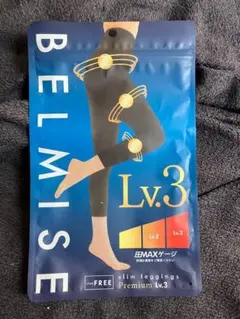 BELMISE
Lv.3
Lv.2
Lv.3
圧MAXゲージ
FREE
slim leggings
Premium Lv.3